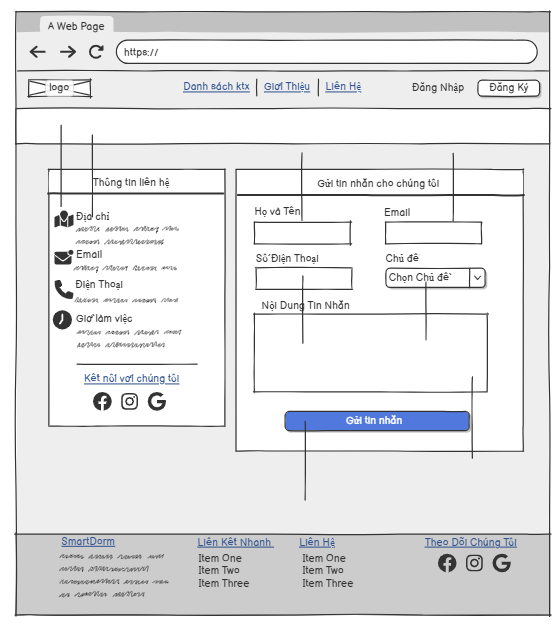 A Web Page
https://
logo
Danh sách ktx
Giới Thiệu
Liên Hệ
Đăng Nhập
Đăng Ký
Thông tin liên hệ
Địa chỉ
Email
Điện Thoại
Giờ làm việc
Kết nối với chúng tôi
Gửi tin nhắn cho chúng tôi
Họ và Tên
Email
Số Điện Thoại
Chủ đề
Chọn Chủ đề
Nội Dung Tin Nhắn
Gửi tin nhắn
SmartDorm
Liên Kết Nhanh
Item One
Item Two
Item Three
Liên Hệ
Item One
Item Two
Item Three
Theo Dõi Chúng Tôi